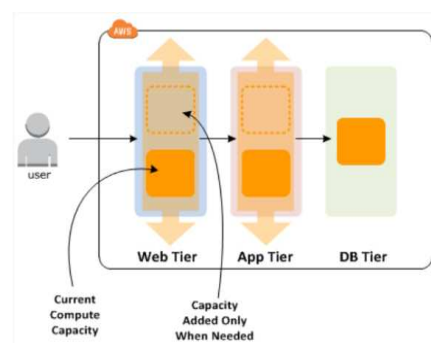 AWS
user
Web Tier
App Tier
DB Tier
Current
Compute
Capacity
Capacity
Added Only
When Needed